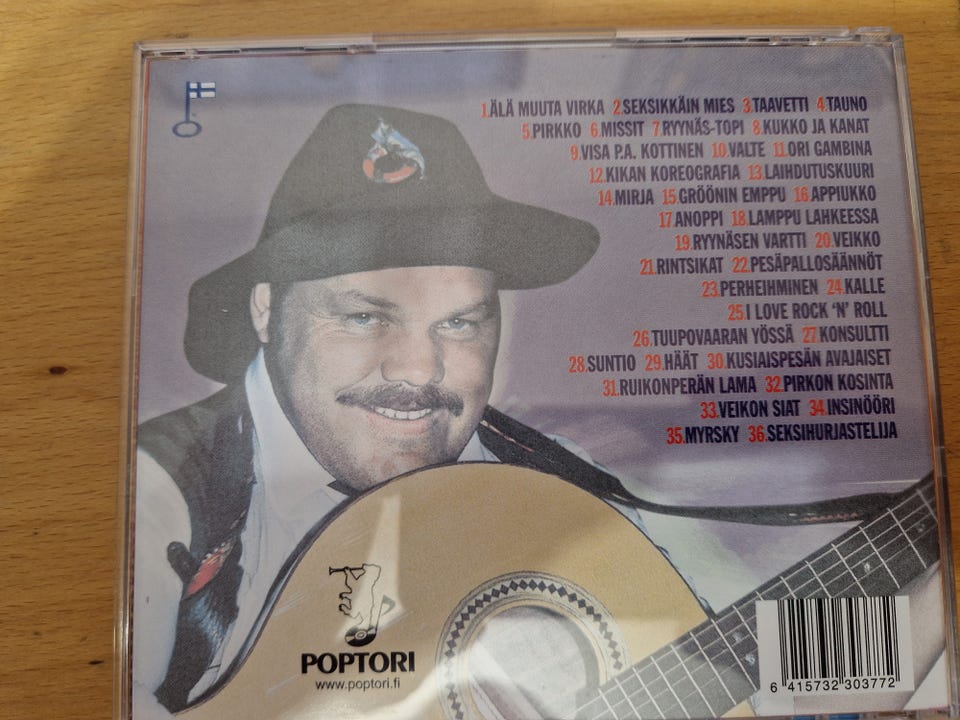 1.ÄLÄ MUUTA VIRKA 2.SEKSIKKÄIN MIES 3.TAAVETTI 4.TAUNO
5.PIRKKO 6.MISSIT 7.RYYNÄS-TOPI 8.KUKKO JA KANAT
9.VISA P.A. KOTTINEN 10.VALTE 11.ORI GAMBINA
12.KIKAN KOREOGRAFIA 13.LAIHDUTUSKUURI
14.MIRJA 15.GRÖÖNIN EMPPU 16.APPIUKKO
17.ANOPPI 18.LAMPPU LAHKEESSA
19.RYYNÄSEN VARTTI 20.VEIKKO
21.RINTSIKAT 22.PESÄPALLOSÄÄNNÖT
23.PERHEIHMINEN 24.KALLE
25.I LOVE ROCK 'N' ROLL
26.TUUPOVAARAN YÖSSÄ 27.KONSULTTI
28.SUNTIO 29.HÄÄT 30.KUSIAISPESÄN AVAJAISET
31.RUIKONPERÄN LAMA 32.PIRKON KOSINTA
33.VEIKON SIAT 34.INSINÖÖRI
35.MYRSKY 36.SEKSIHURJASTELIJA
POPTORI
www.poptori.fi
6 415732 303772